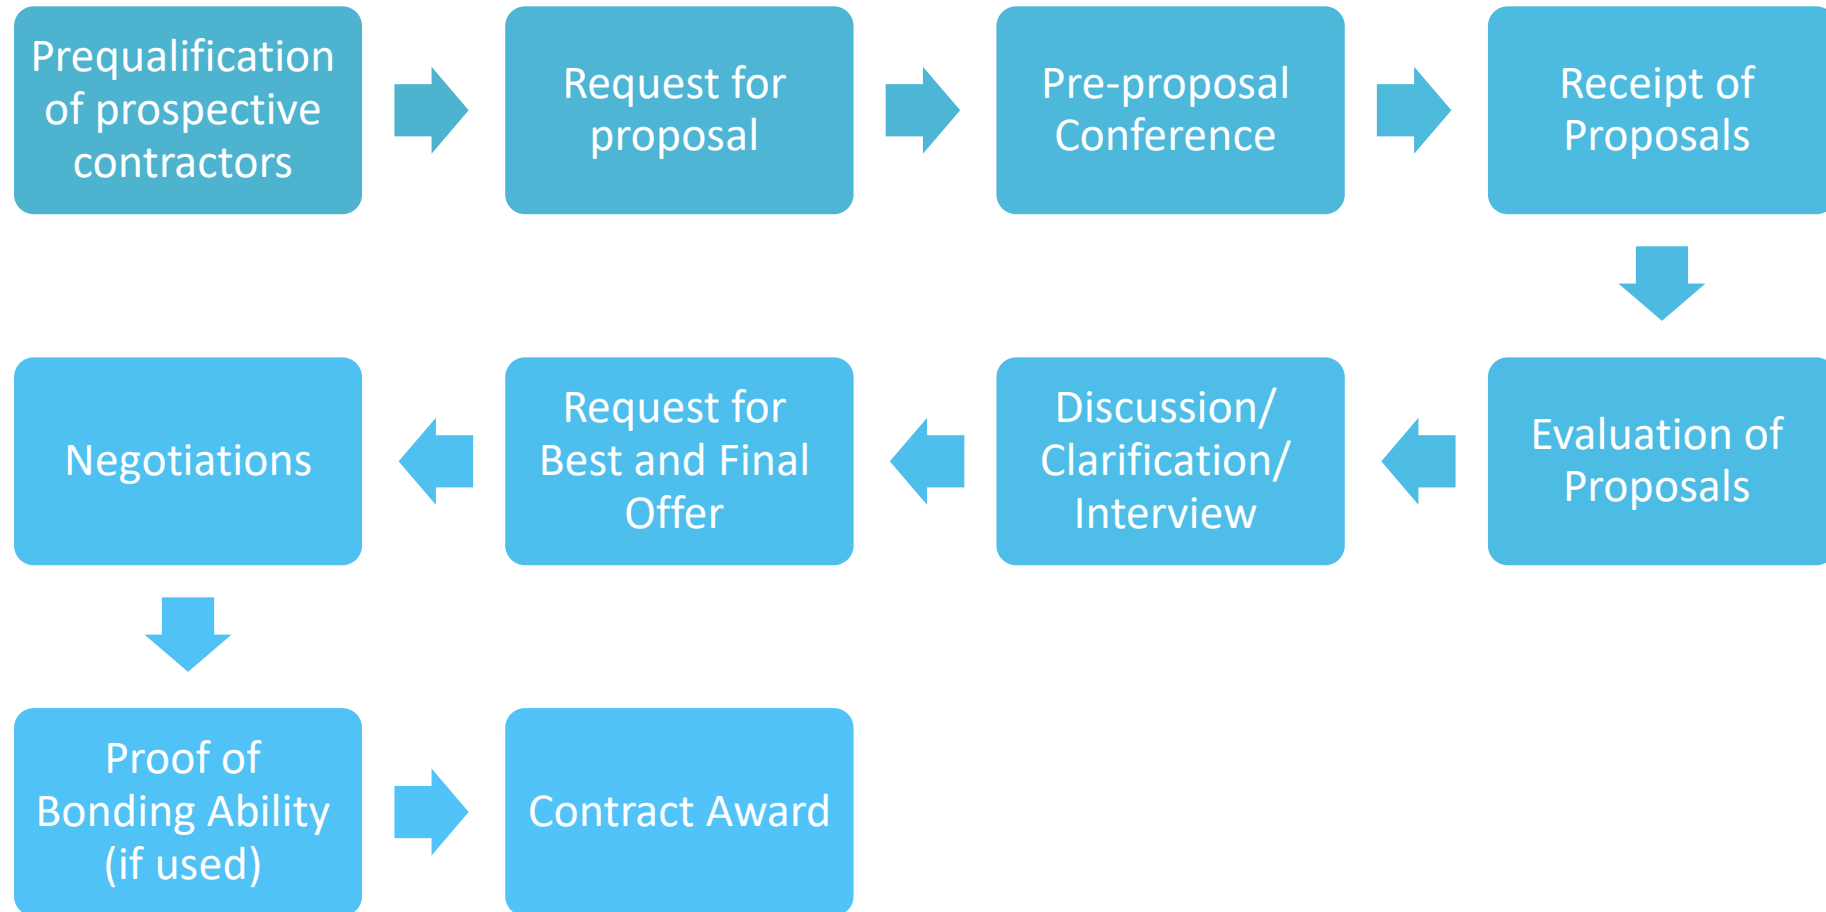 Prequalification
of prospective
contractors
Request for
proposal
Pre-proposal
Conference
Receipt of
Proposals
Evaluation of
Proposals
Discussion/
Clarification/
Interview
Request for
Best and Final
Offer
Negotiations
Proof of
Bonding Ability
(if used)
Contract Award